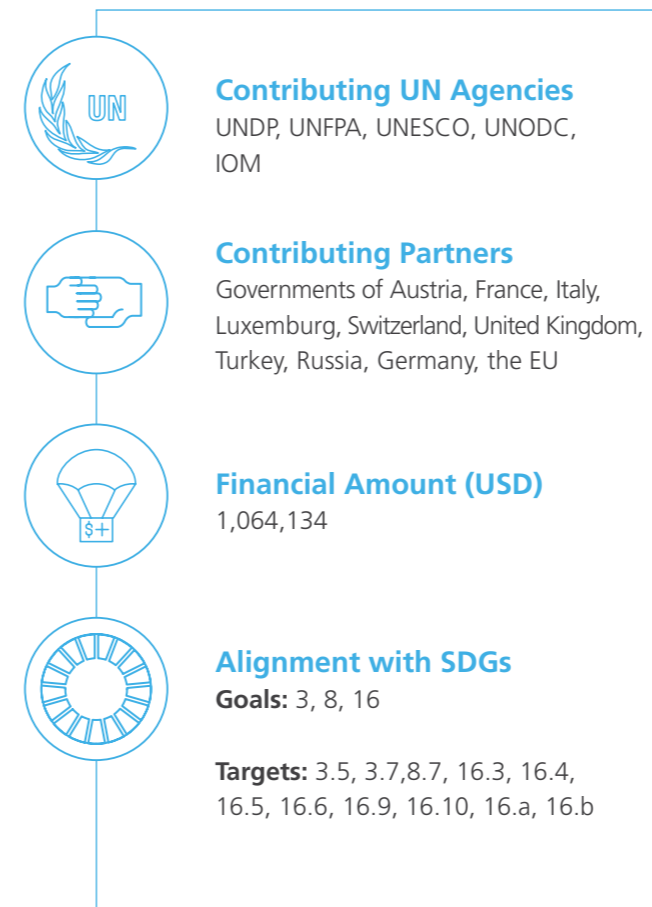 UN
Contributing UN Agencies
UNDP, UNFPA, UNESCO, UNODC,
IOM
Contributing Partners
Governments of Austria, France, Italy,
Luxemburg, Switzerland, United Kingdom,
Turkey, Russia, Germany, the EU
$+
Financial Amount (USD)
1,064,134
Alignment with SDGs
Goals: 3, 8, 16
Targets: 3.5, 3.7,8.7, 16.3, 16.4,
16.5, 16.6, 16.9, 16.10, 16.a, 16.b